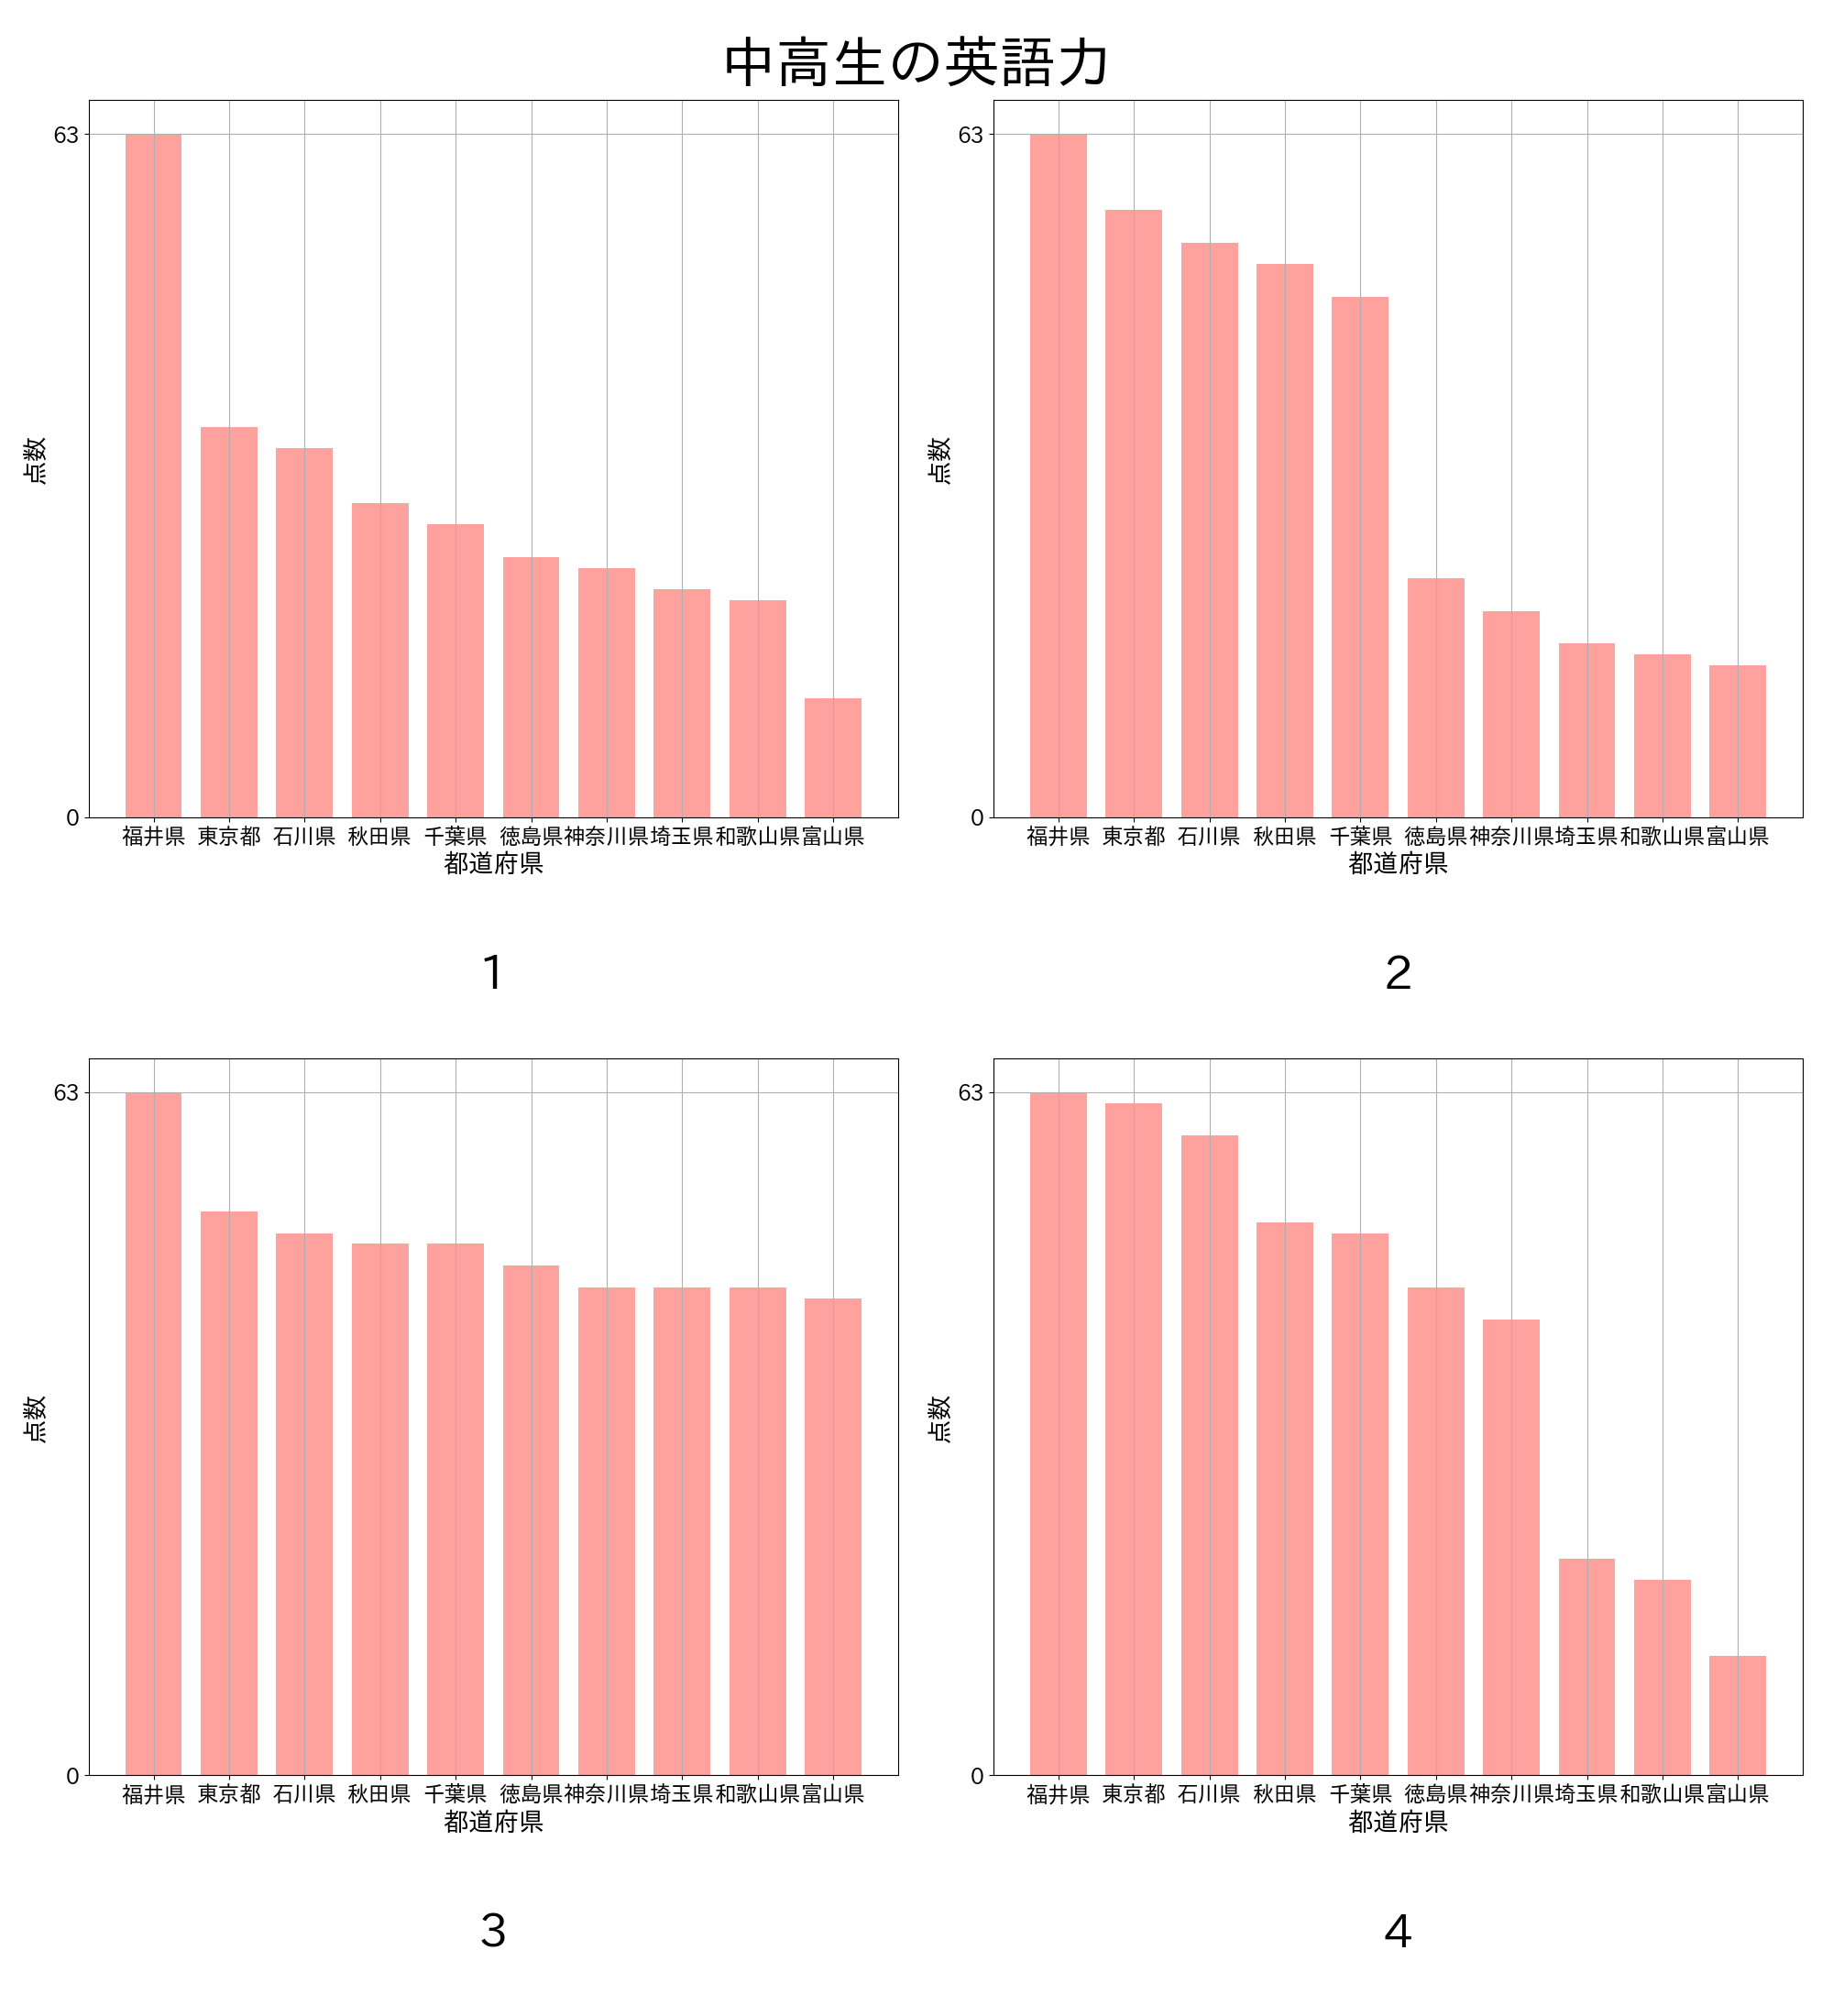 中高生の英語力
63
0
点数
福井県 東京都 石川県 秋田県 千葉県 徳島県 神奈川県 埼玉県 和歌山県 富山県
都道府県
1
63
0
点数
福井県 東京都 石川県 秋田県 千葉県 徳島県 神奈川県 埼玉県 和歌山県 富山県
都道府県
2
63
0
点数
福井県 東京都 石川県 秋田県 千葉県 徳島県 神奈川県 埼玉県 和歌山県 富山県
都道府県
3
63
0
点数
福井県 東京都 石川県 秋田県 千葉県 徳島県 神奈川県 埼玉県 和歌山県 富山県
都道府県
4